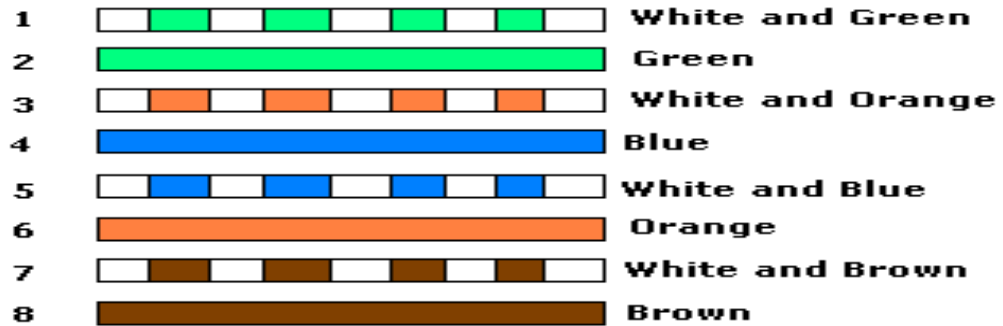 1 White and Green
2 Green
3 White and Orange
4 Blue
5 White and Blue
6 Orange
7 White and Brown
8 Brown